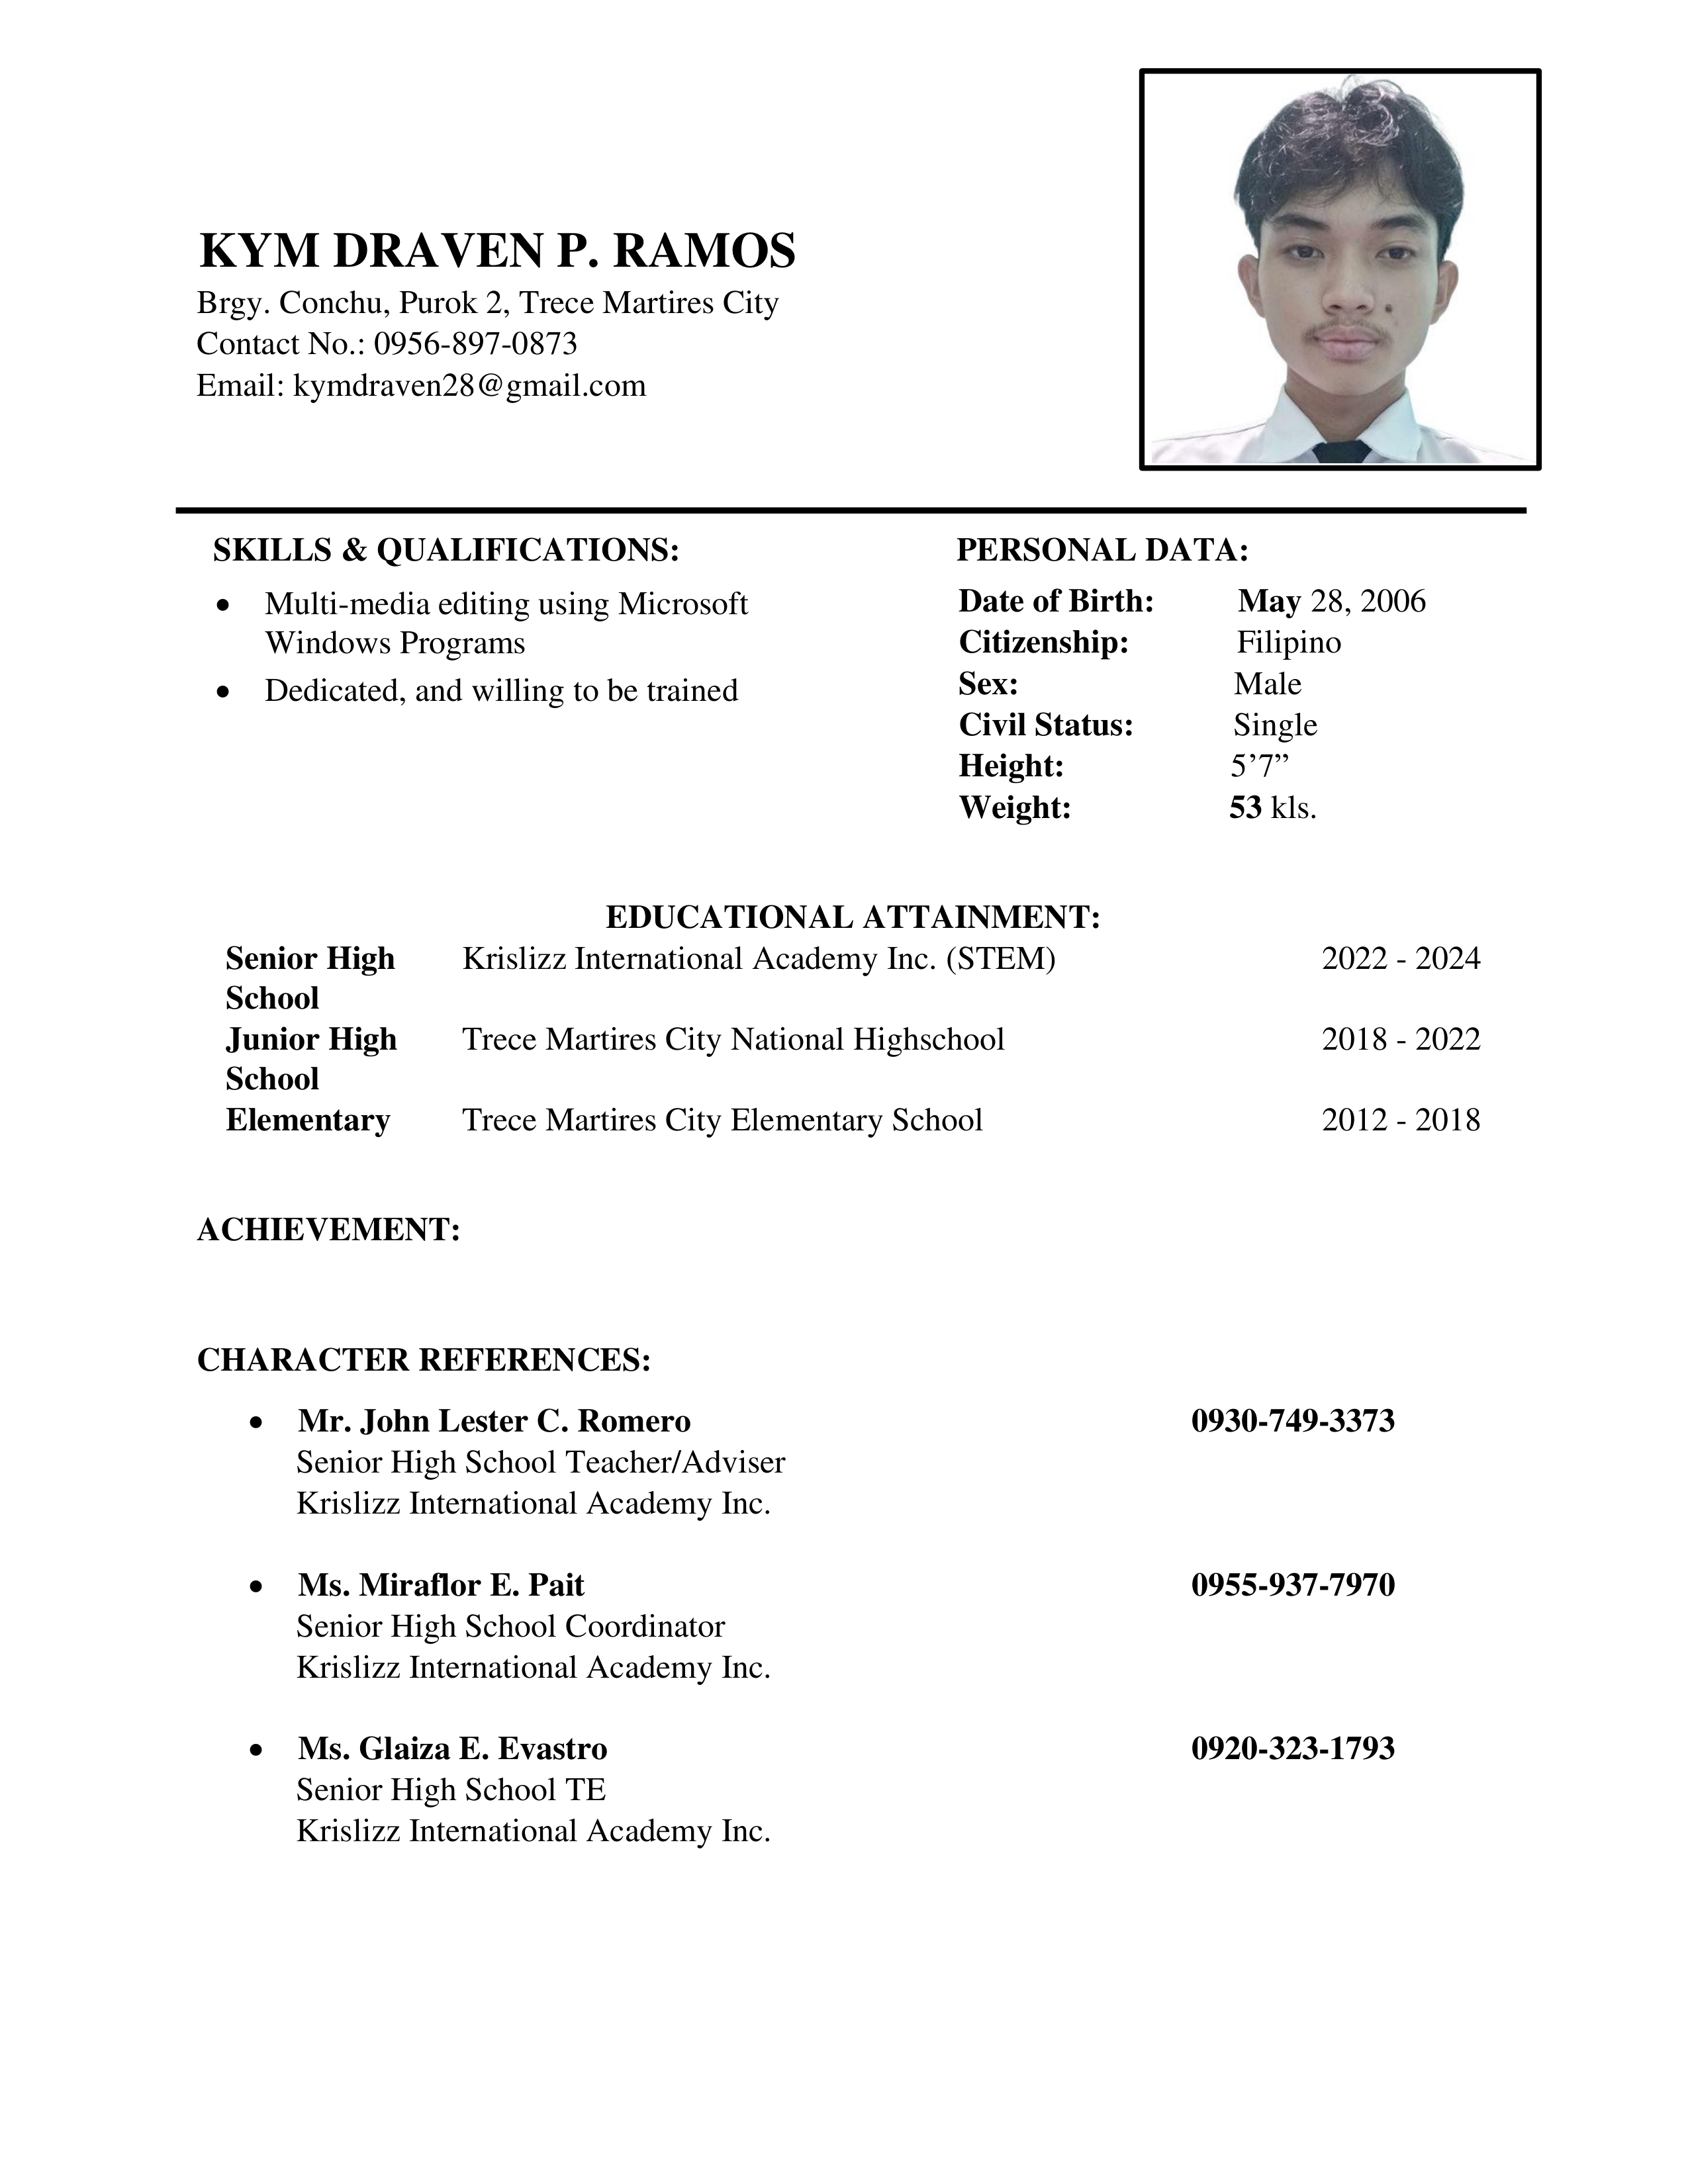 KYM DRAVEN P. RAMOS
Brgy. Conchu, Purok 2, Trece Martires City
Contact No.: 0956-897-0873
Email: kymdraven28@gmail.com
SKILLS & QUALIFICATIONS:
• Multi-media editing using Microsoft
Windows Programs
• Dedicated, and willing to be trained
PERSONAL DATA:
Date of Birth: May 28, 2006
Citizenship: Filipino
Sex: Male
Civil Status: Single
Height: 5’7”
Weight: 53 kls.
EDUCATIONAL ATTAINMENT:
Senior High Krislizz International Academy Inc. (STEM) 2022 - 2024
School
Junior High Trece Martires City National Highschool 2018 - 2022
School
Elementary Trece Martires City Elementary School 2012 - 2018
ACHIEVEMENT:
CHARACTER REFERENCES:
• Mr. John Lester C. Romero 0930-749-3373
Senior High School Teacher/Adviser
Krislizz International Academy Inc.
• Ms. Miraflor E. Pait 0955-937-7970
Senior High School Coordinator
Krislizz International Academy Inc.
• Ms. Glaiza E. Evastro 0920-323-1793
Senior High School TE
Krislizz International Academy Inc.